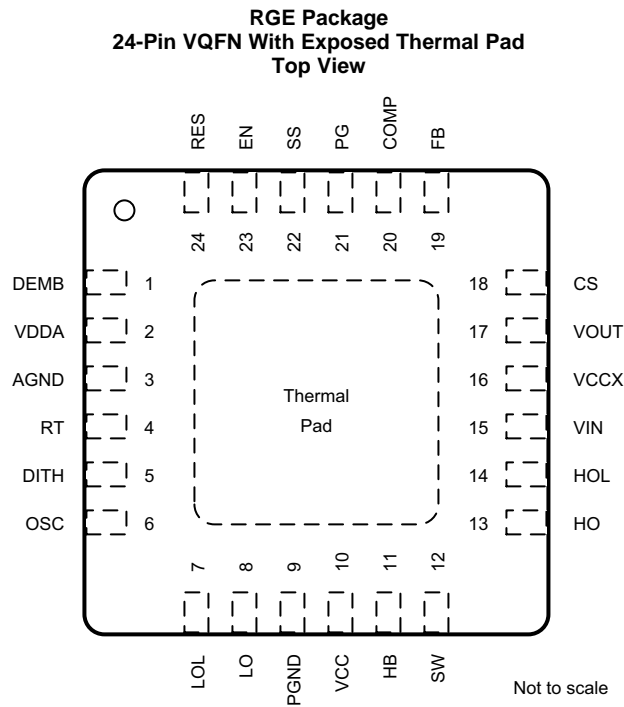 RGE Package
24-Pin VQFN With Exposed Thermal Pad
Top View
RES
EN
SS
PG
COMP
FB
24
23
22
21
20
19
DEMB 1
VDDA 2
AGND 3
RT 4
DITH 5
OSC 6
18 CS
17 VOUT
16 VCCX
15 VIN
14 HOL
13 HO
Thermal
Pad
7
8
9
10
11
12
LOL
LO
PGND
VCC
HB
SW
Not to scale